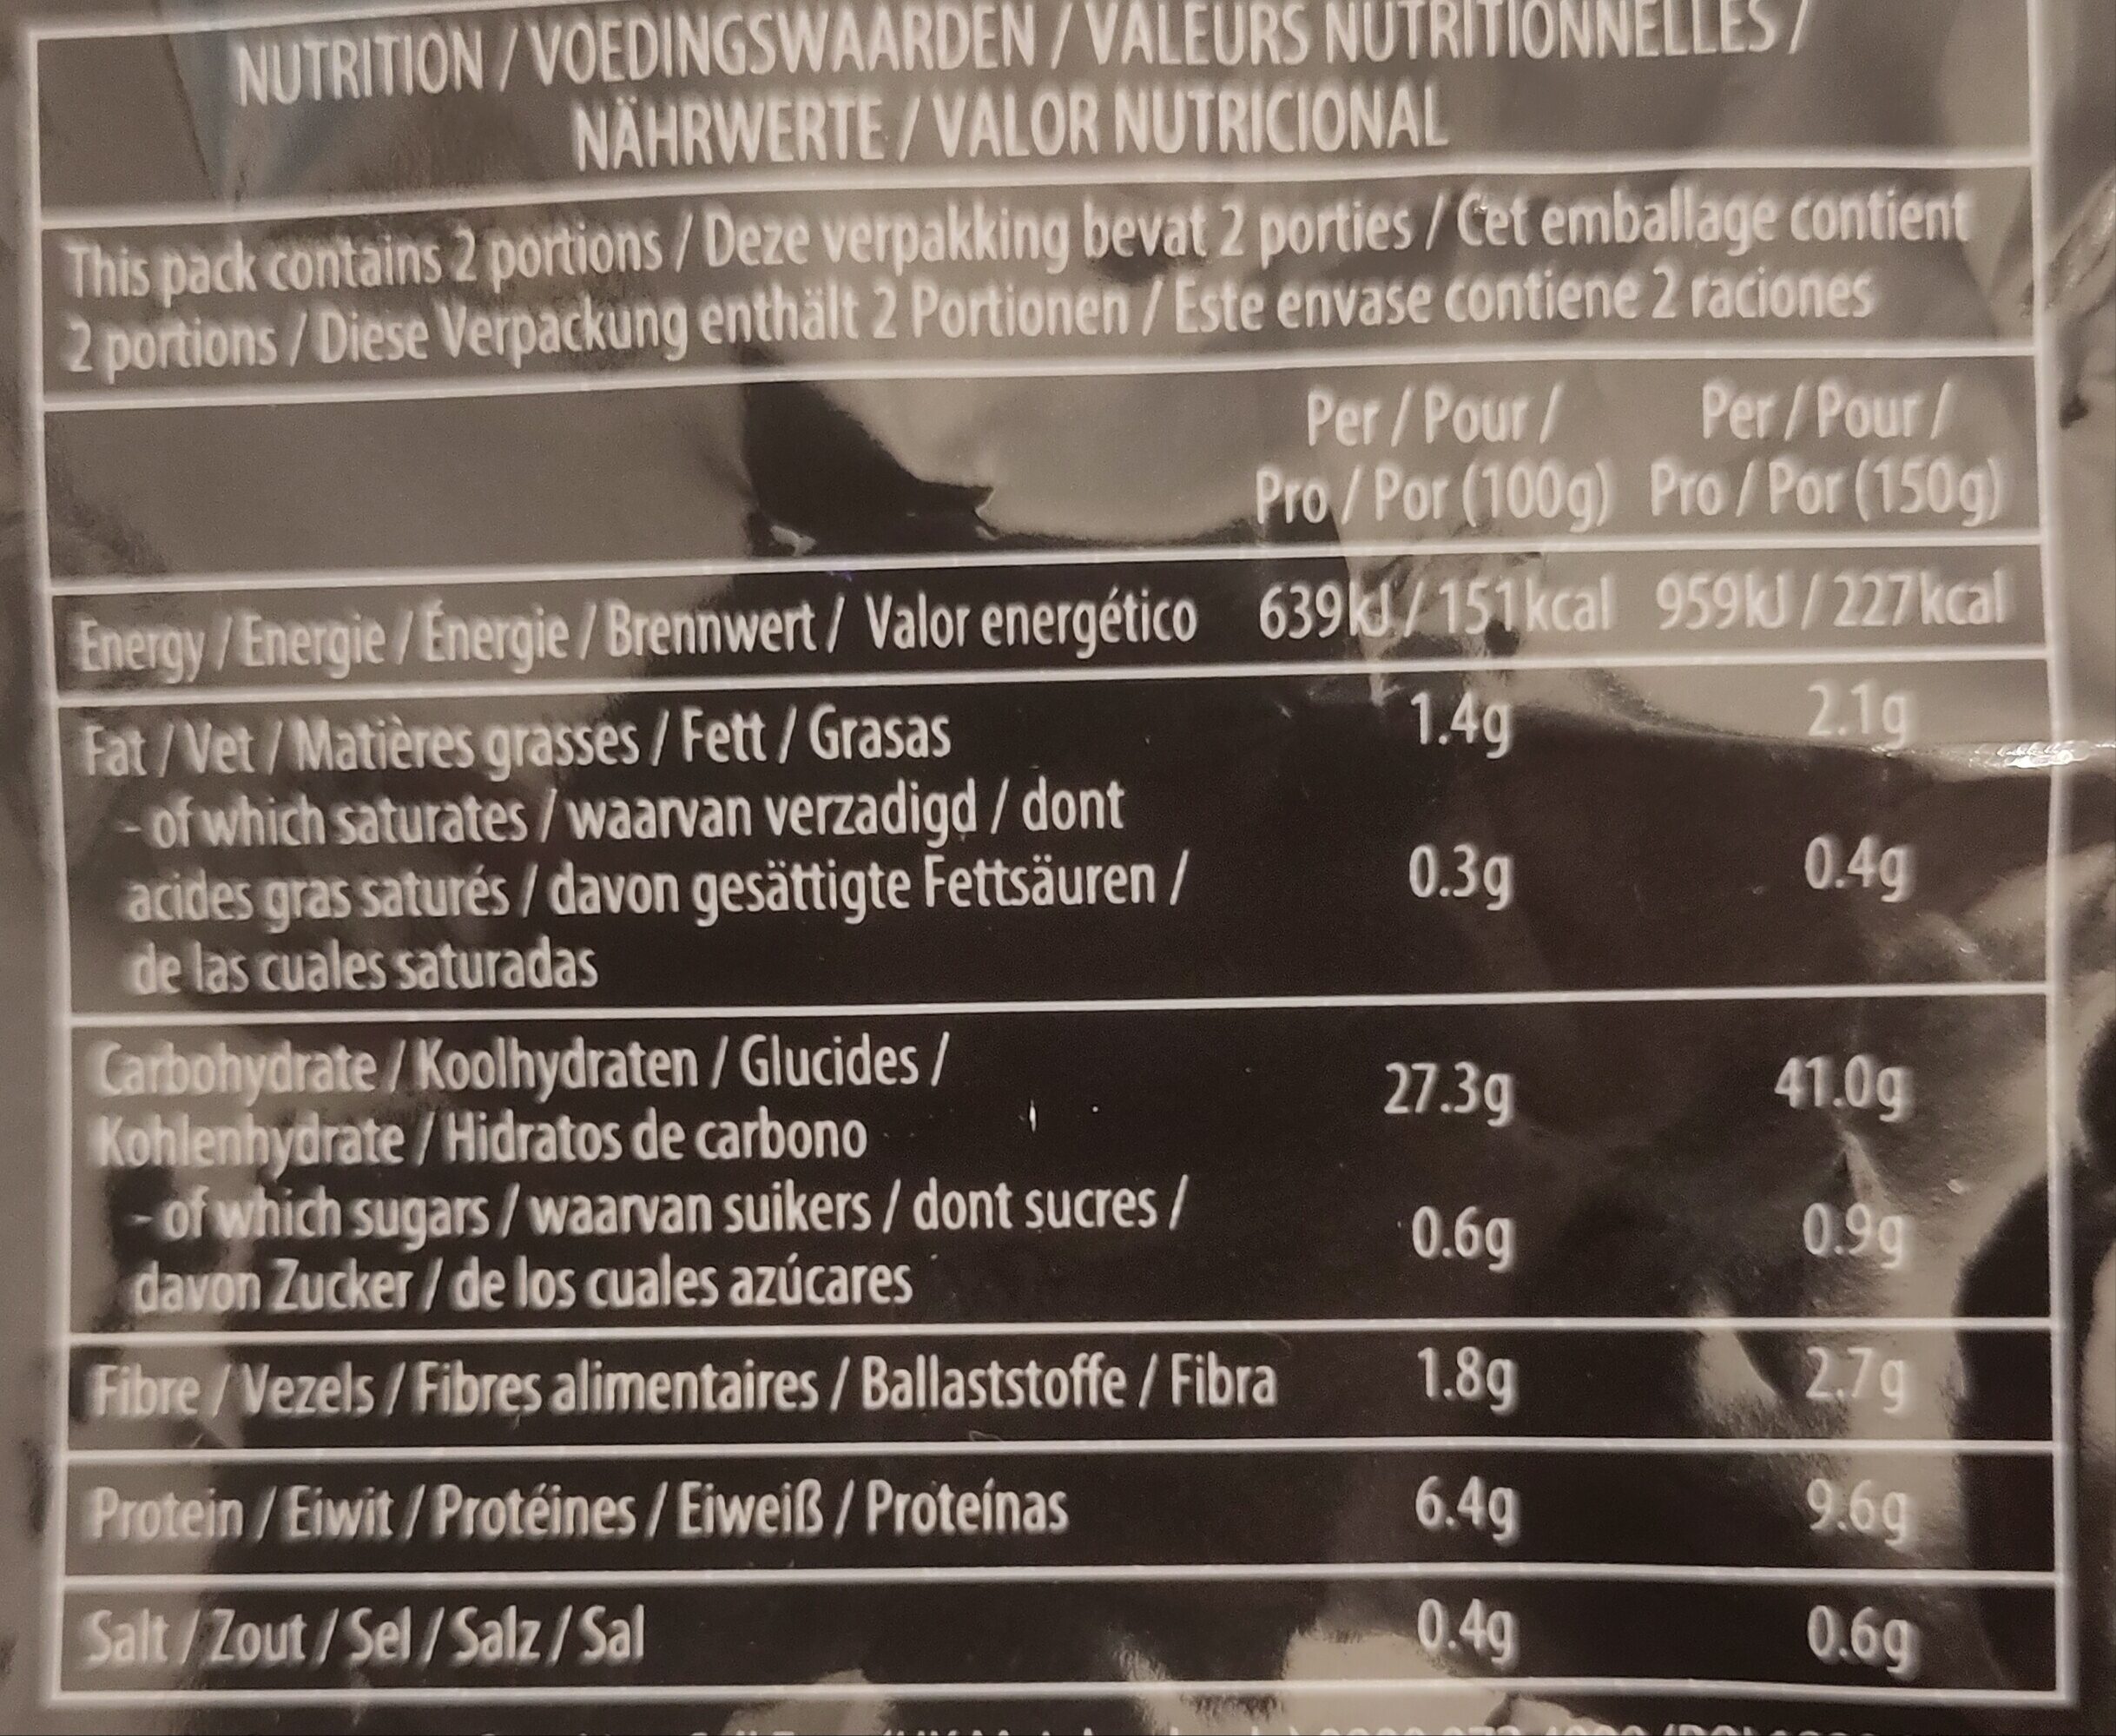 NUTRITION / VOEDINGSWAARDEN / VALEURS NUTRITIONNELLES /
NÄHRWERTE / VALOR NUTRICIONAL
This pack contains 2 portions / Deze verpakking bevat 2 porties / Cet emballage contient
2 portions / Diese Verpackung enthält 2 Portionen / Este envase contiene 2 raciones
Per / Pour / Per / Pour /
Pro / Por (100g) Pro / Por (150g)
Energy / Energie / Énergie / Brennwert / Valor energético 639kJ / 151kcal 959kJ / 227kcal
Fat / Vet / Matières grasses / Fett / Grasas 1.4g 2.1g
- of which saturates / waarvan verzadigd / dont
acides gras saturés / davon gesättigte Fettsäuren / 0.3g 0.4g
de las cuales saturadas
Carbohydrate / Koolhydraten / Glucides / 27.3g 41.0g
Kohlenhydrate / Hidratos de carbono
- of which sugars / waarvan suikers / dont sucres / 0.6g 0.9g
davon Zucker / de los cuales azúcares
Fibre / Vezels / Fibres alimentaires / Ballaststoffe / Fibra 1.8g 2.7g
Protein / Eiwit / Protéines / Eiweiß / Proteínas 6.4g 9.6g
Salt / Zout / Sel / Salz / Sal 0.4g 0.6g